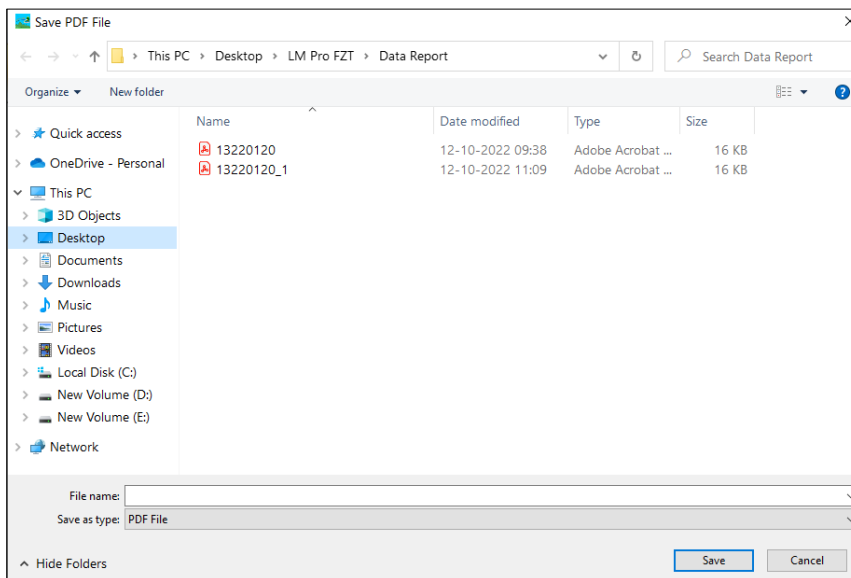 Save PDF File
This PC > Desktop > LM Pro FZT > Data Report
Search Data Report
Organize
New folder
?
Name Date modified Type Size
13220120 12-10-2022 09:38 Adobe Acrobat ... 16 KB
13220120_1 12-10-2022 11:09 Adobe Acrobat ... 16 KB
Quick access
OneDrive - Personal
This PC
3D Objects
Desktop
Documents
Downloads
Music
Pictures
Videos
Local Disk (C:)
New Volume (D:)
New Volume (E:)
Network
File name:
Save as type: PDF File
Hide Folders
Save
Cancel